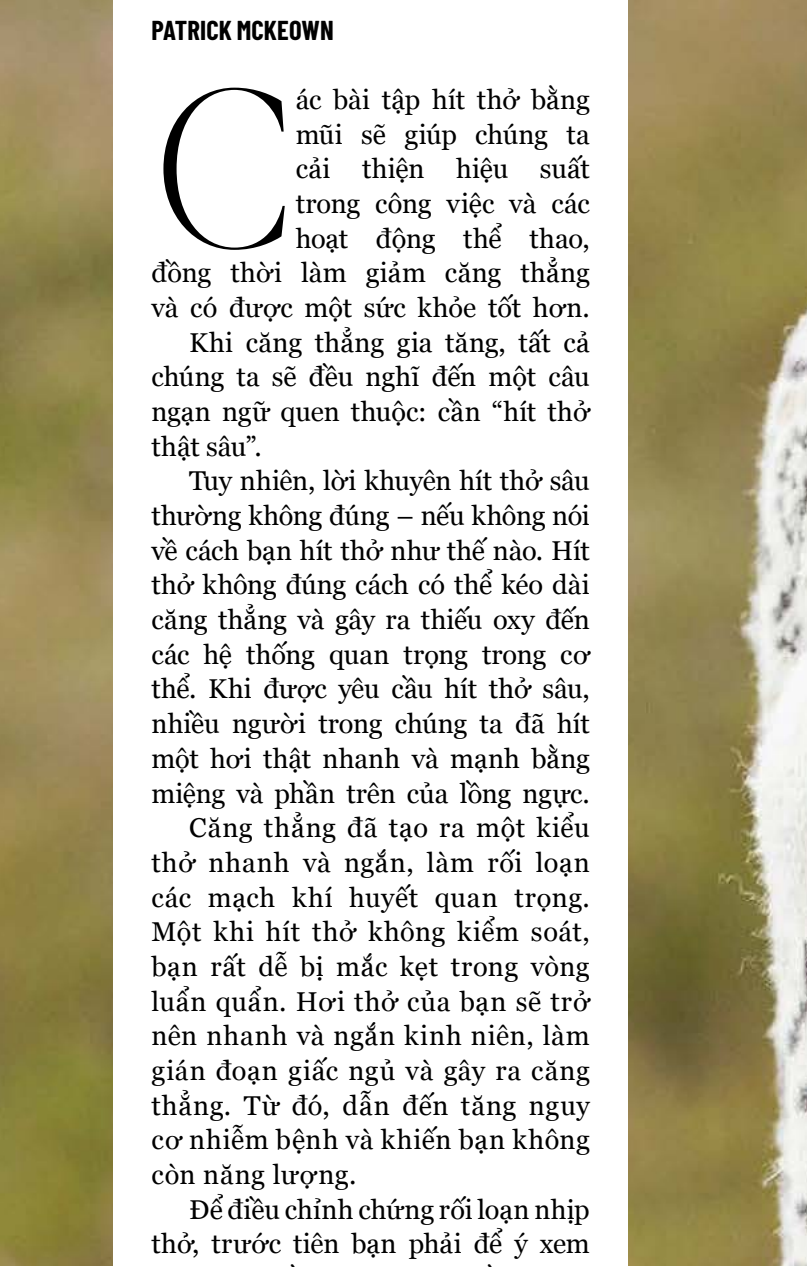 PATRICK MCKEOWN
Các bài tập hít thở bằng
mũi sẽ giúp chúng ta
cải thiện hiệu suất
trong công việc và các
hoạt động thể thao,
đồng thời làm giảm căng thẳng
và có được một sức khỏe tốt hơn.
Khi căng thẳng gia tăng, tất cả
chúng ta sẽ đều nghĩ đến một câu
ngạn ngữ quen thuộc: cần “hít thở
thật sâu”.
Tuy nhiên, lời khuyên hít thở sâu
thường không đúng – nếu không nói
về cách bạn hít thở như thế nào. Hít
thở không đúng cách có thể kéo dài
căng thẳng và gây ra thiếu oxy đến
các hệ thống quan trọng trong cơ
thể. Khi được yêu cầu hít thở sâu,
nhiều người trong chúng ta đã hít
một hơi thật nhanh và mạnh bằng
miệng và phần trên của lồng ngực.
Căng thẳng đã tạo ra một kiểu
thở nhanh và ngắn, làm rối loạn
các mạch khí huyết quan trọng.
Một khi hít thở không kiểm soát,
bạn rất dễ bị mắc kẹt trong vòng
luẩn quẩn. Hơi thở của bạn sẽ trở
nên nhanh và ngắn kinh niên, làm
gián đoạn giấc ngủ và gây ra căng
thẳng. Từ đó, dẫn đến tăng nguy
cơ nhiễm bệnh và khiến bạn không
còn năng lượng.
Để điều chỉnh chứng rối loạn nhịp
thở, trước tiên bạn phải để ý xem